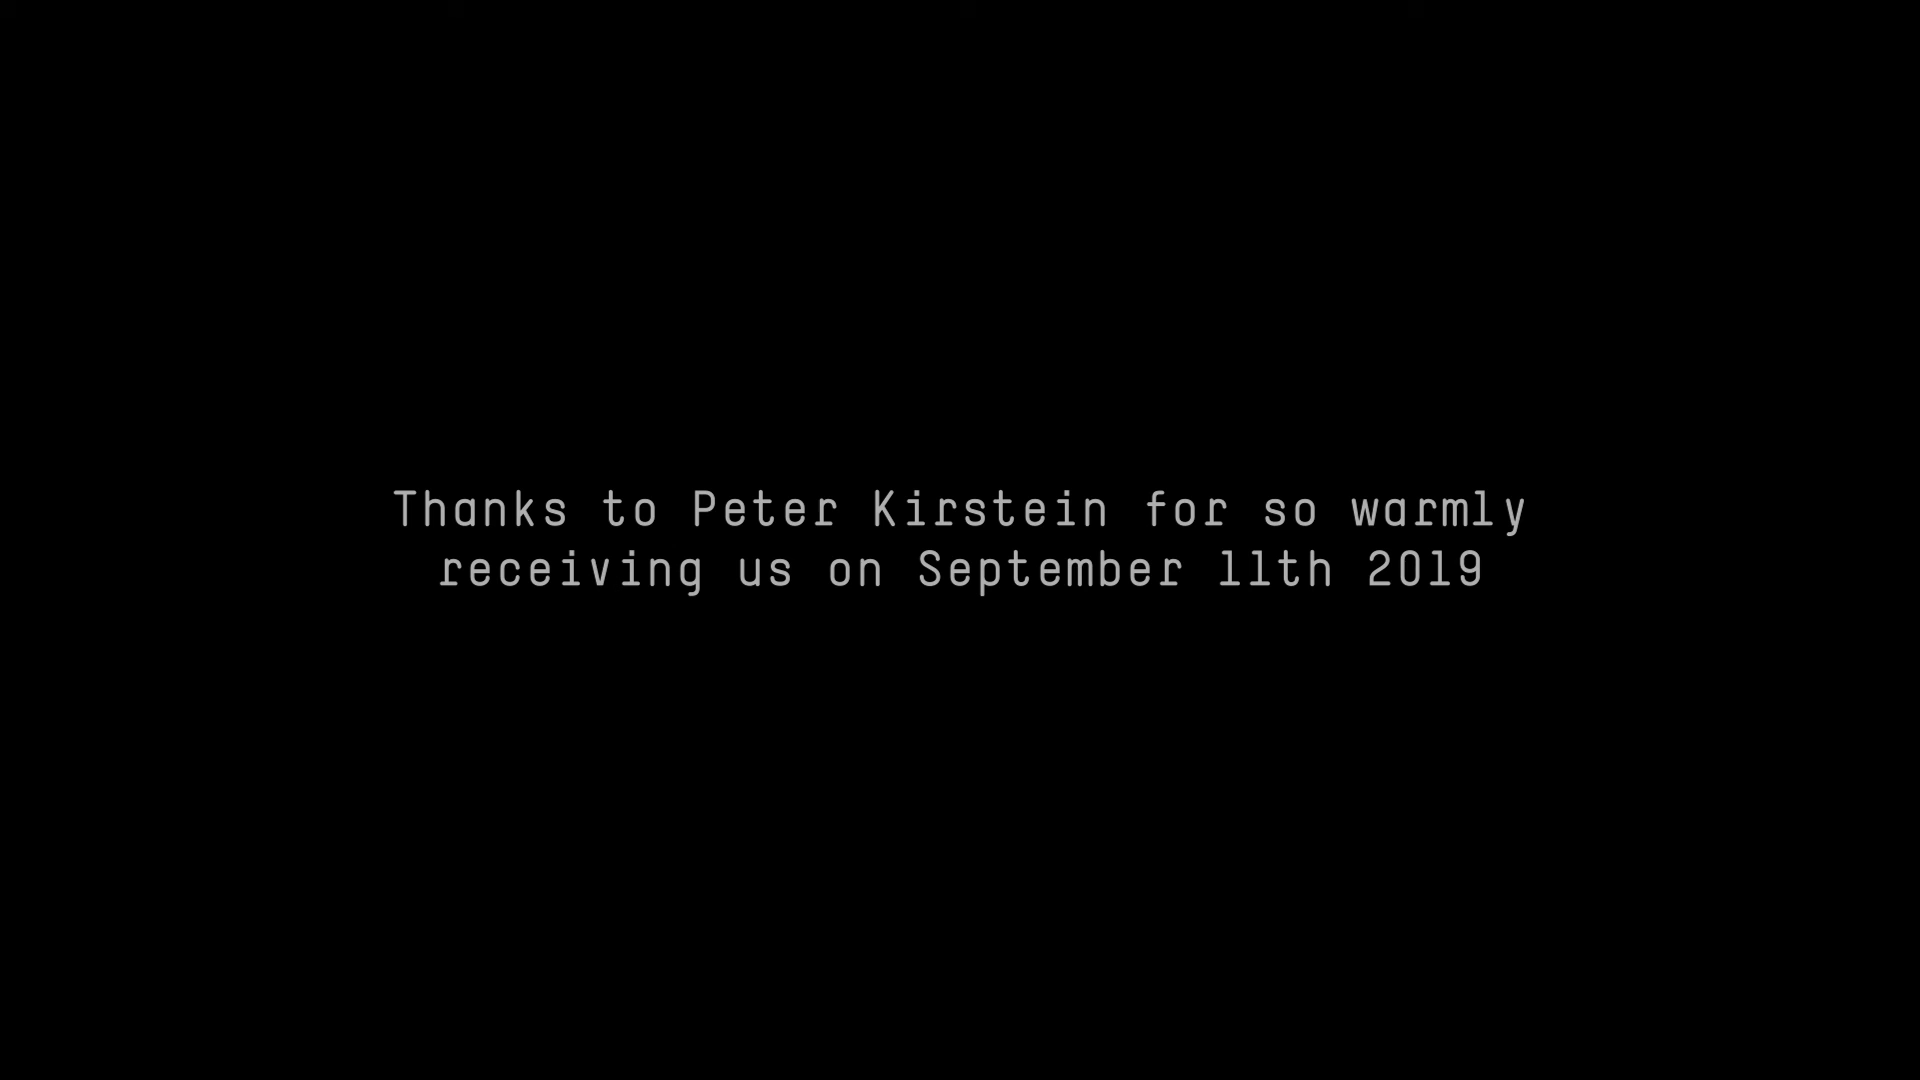 Thanks to Peter Kirstein for so warmly
receiving us on September 11th 2019